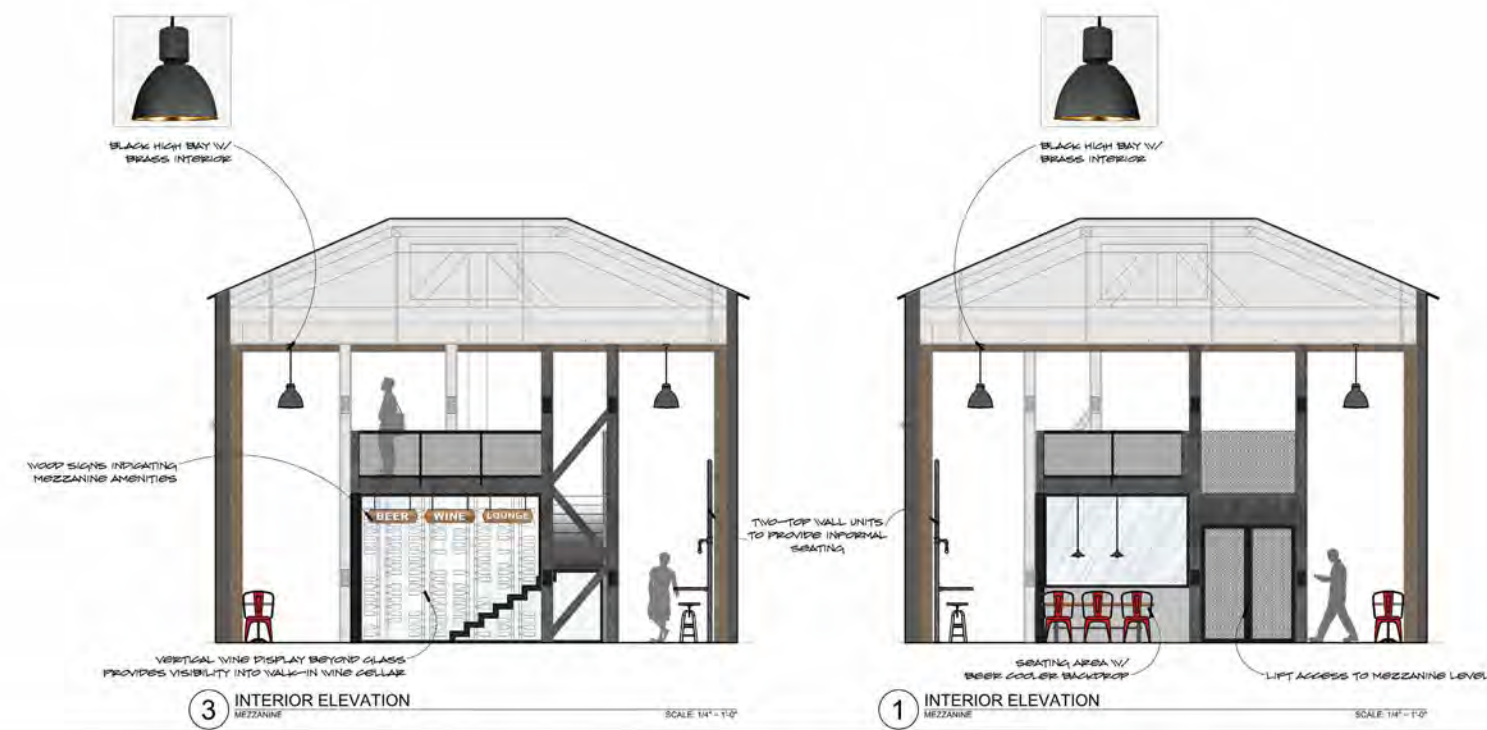 BLACK HIGH BAY W/
BRASS INTERIOR
WOOD SIGNS INDICATING
MEZZANINE AMENITIES
BEER
WINE
LOUNGE
VERTICAL WINE DISPLAY BEYOND GLASS
PROVIDES VISIBILITY INTO WALK-IN WINE CELLAR
3
INTERIOR ELEVATION
MEZZANINE
SCALE: 1/4" = 1'-0"
TWO-TOP WALL UNITS
TO PROVIDE INFORMAL
SEATING
BLACK HIGH BAY W/
BRASS INTERIOR
SEATING AREA W/
BEER COOLER BACKDROP
LIFT ACCESS TO MEZZANINE LEVEL
1
INTERIOR ELEVATION
MEZZANINE
SCALE: 1/4" = 1'-0"